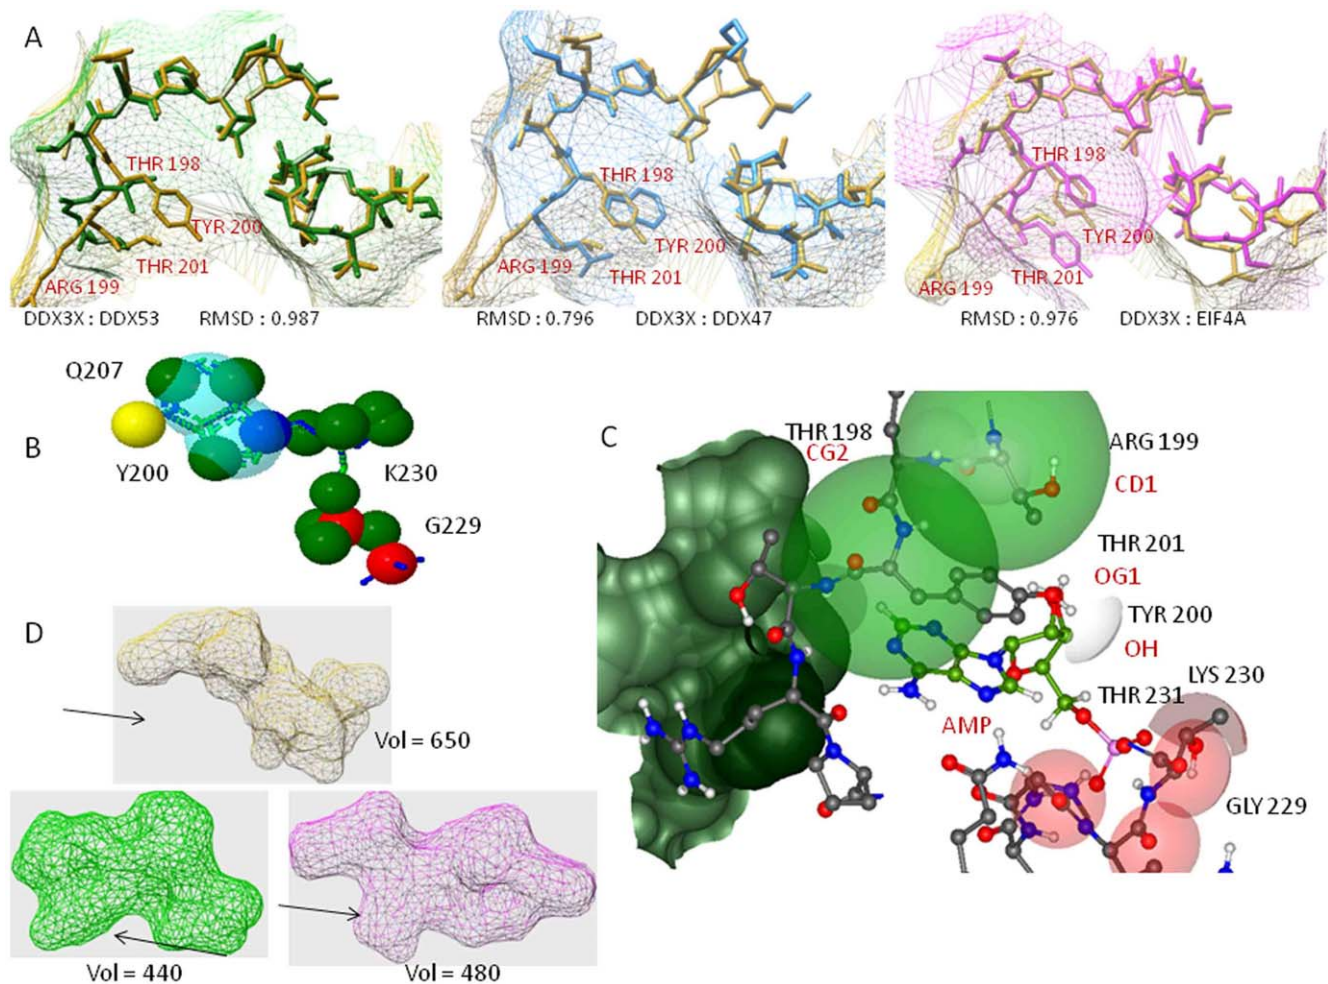 A
THR 198
TYR 200
THR 201
ARG 199
DDX3X : DDX53 RMSD : 0.987
THR 198
TYR 200
ARG 199
THR 201
RMSD : 0.796 DDX3X : DDX47
THR 198
TYR 200
THR 201
ARG 199
RMSD : 0.976 DDX3X : EIF4A
B
Q207
Y200
K230
G229
C
THR 198
CG2
ARG 199
CD1
THR 201
OG1
TYR 200
OH
LYS 230
THR 231
AMP
GLY 229
D
Vol = 650
Vol = 440
Vol = 480